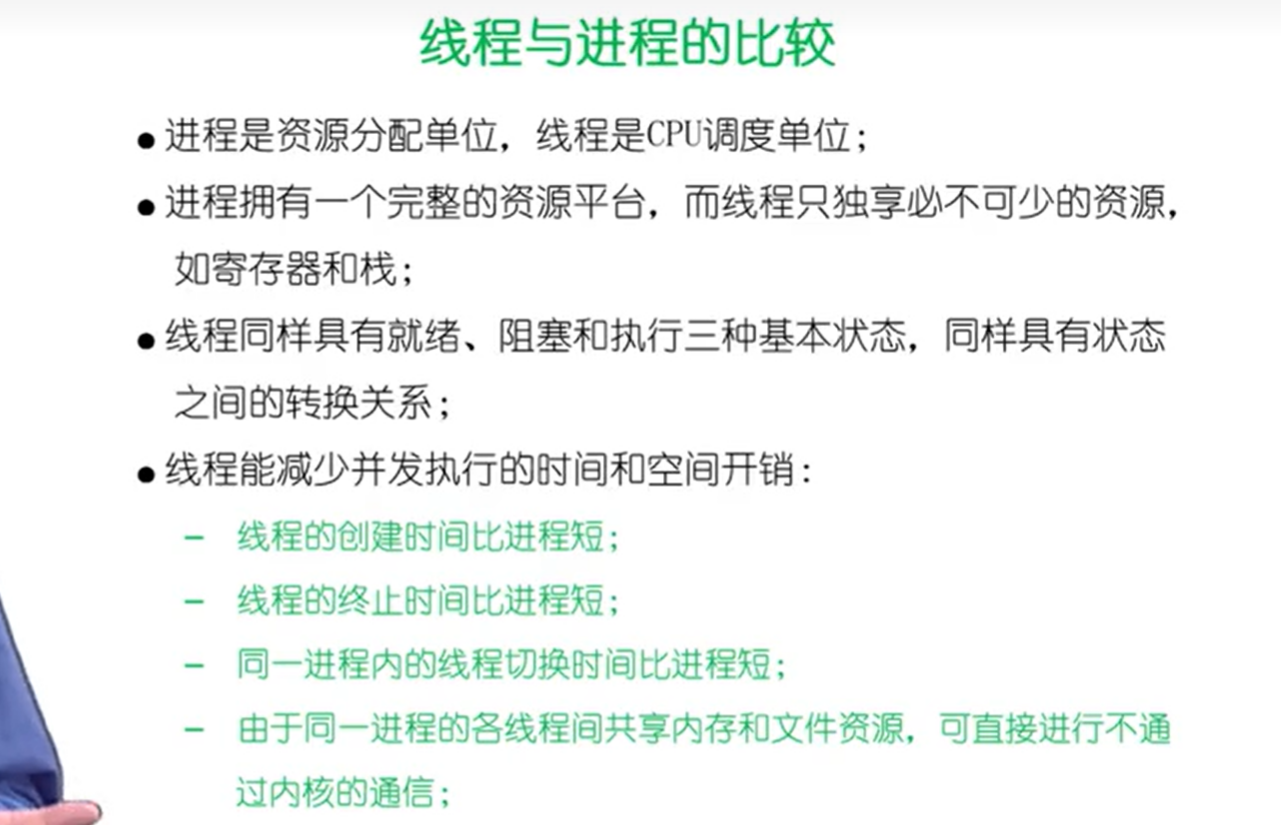 线程与进程的比较
●进程是资源分配单位，线程是CPU调度单位；
●进程拥有一个完整的资源平台，而线程只独享必不可少的资源，
如寄存器和栈；
●线程同样具有就绪、阻塞和执行三种基本状态，同样具有状态
之间的转换关系；
●线程能减少并发执行的时间和空间开销：
– 线程的创建时间比进程短；
– 线程的终止时间比进程短；
– 同一进程内的线程切换时间比进程短；
– 由于同一进程的各线程间共享内存和文件资源，可直接进行不通
过内核的通信；